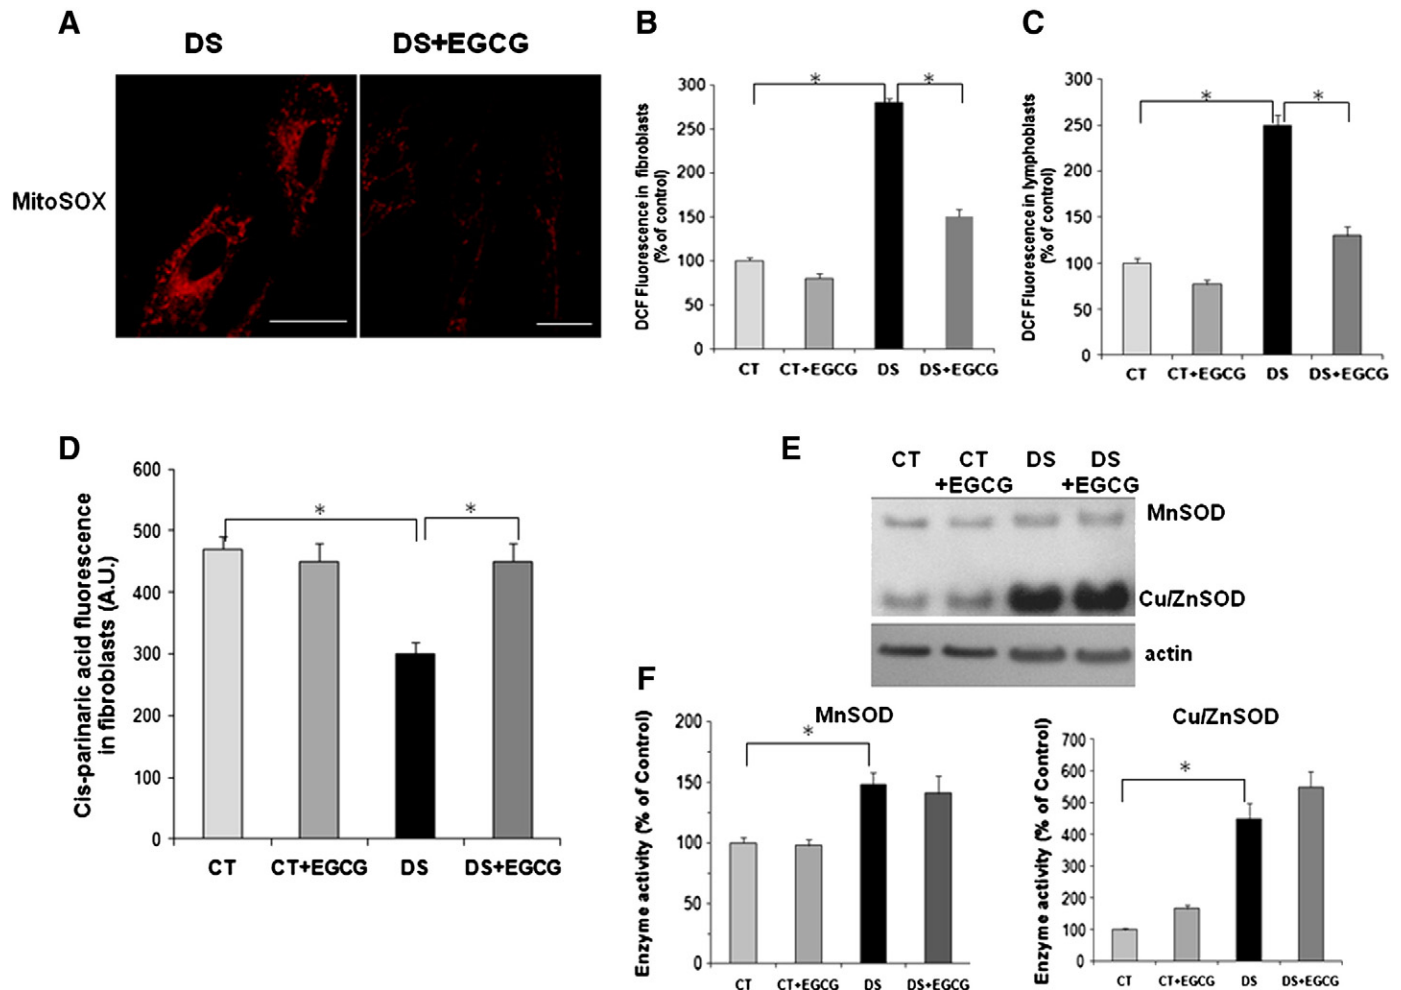 A
DS
DS+EGCG
MitoSOX
B
DCF Fluorescence in fibroblasts
(% of control)
300
250
200
150
100
50
0
*
*
CT
CT+EGCG
DS
DS+EGCG
C
DCF Fluorescence in lymphoblasts
(% of control)
300
250
200
150
100
50
0
*
*
CT
CT+EGCG
DS
DS+EGCG
D
Cis-parinaric acid fluorescence
in fibroblasts (A.U.)
600
500
400
300
200
100
0
*
*
CT
CT+EGCG
DS
DS+EGCG
E
CT
CT
+EGCG
DS
DS
+EGCG
MnSOD
Cu/ZnSOD
actin
F
MnSOD
Enzyme activity (% of Control)
200
150
100
50
0
*
CT
CT+EGCG
DS
DS+EGCG
Cu/ZnSOD
Enzyme activity (% of Control)
700
600
500
400
300
200
100
0
*
CT
CT+EGCG
DS
DS+EGCG